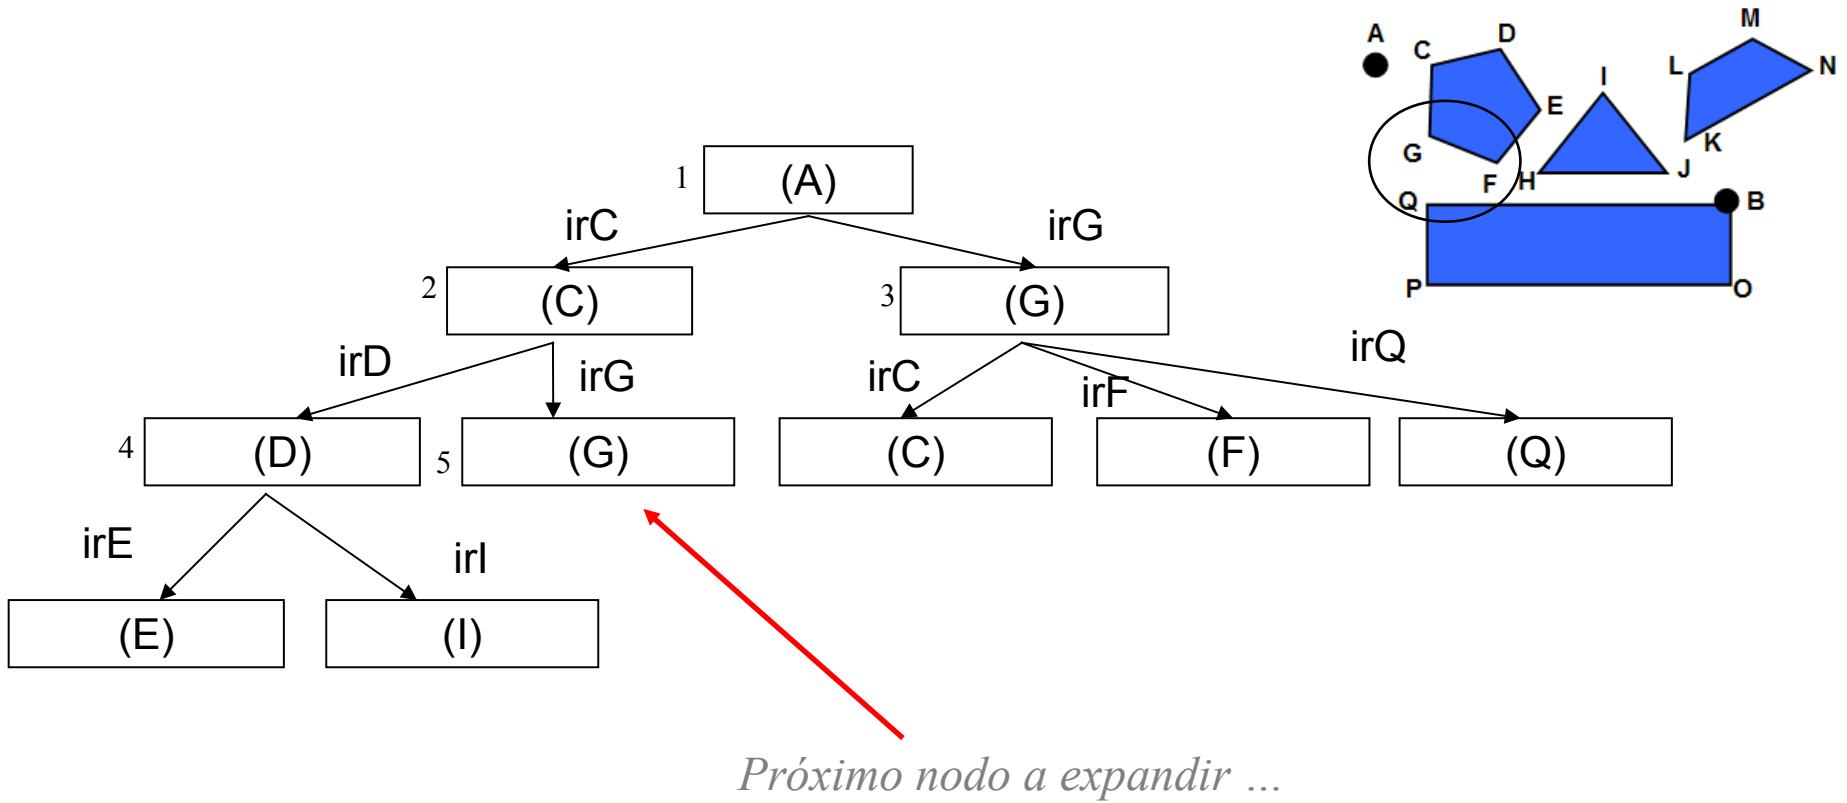 M
D
A
C
L
N
I
E
K
G
J
F
H
Q
B
P
O
1
(A)
irC
irG
2
(C)
3
(G)
irD
irG
irC
irF
irQ
4
(D)
5
(G)
(C)
(F)
(Q)
irE
irI
(E)
(I)
Próximo nodo a expandir ...